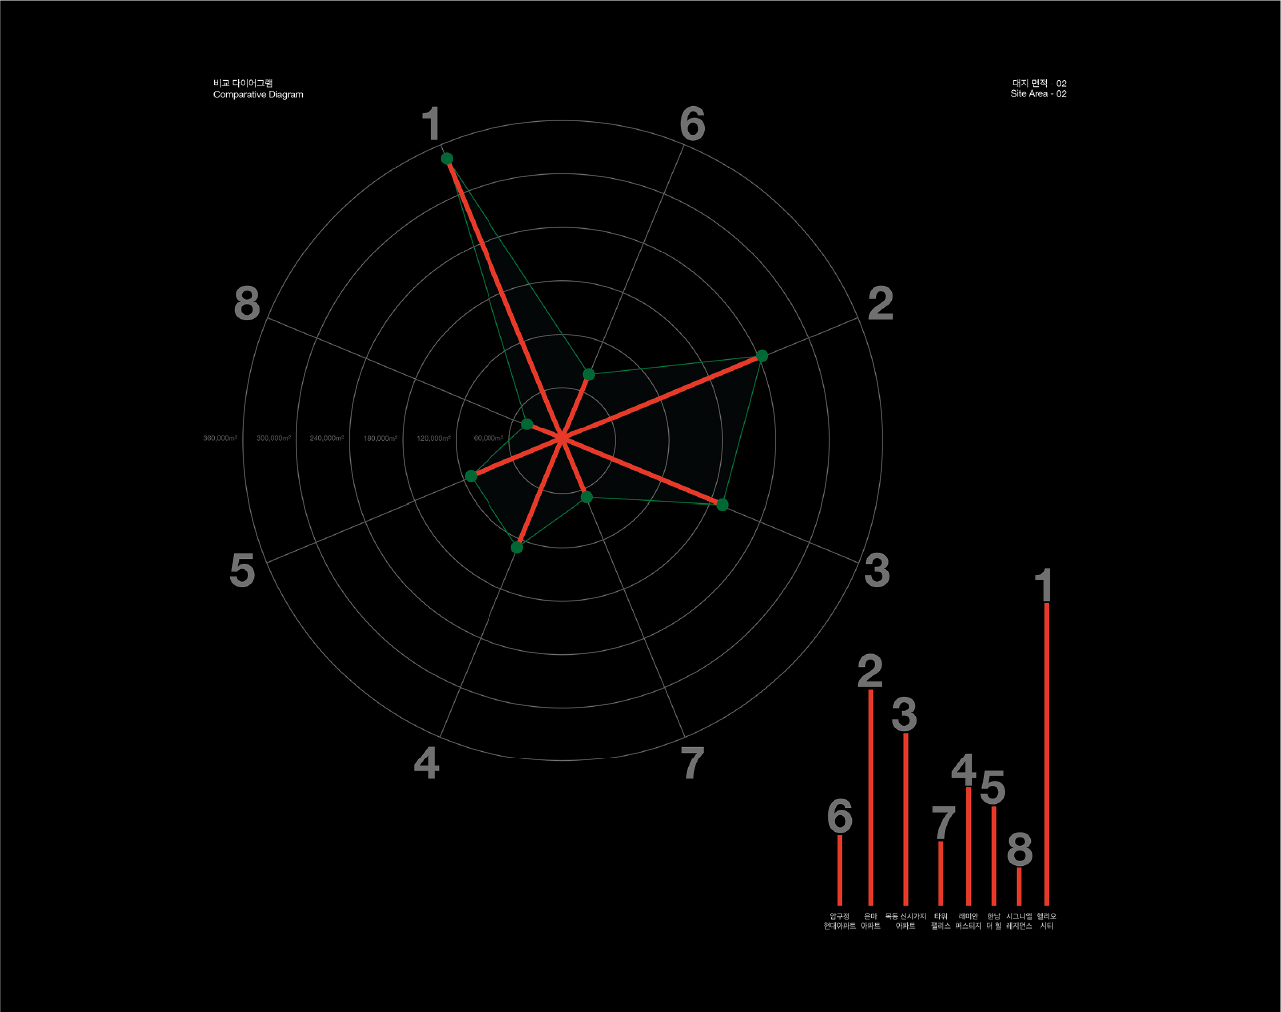 비교 다이어그램
Comparative Diagram
대지 면적 02
Site Area - 02
1
6
8
2
360,000m²
300,000m²
240,000m²
180,000m²
120,000m²
60,000m²
5
3
4
7
1
2
3
4
5
6
7
8
압구정
현대아파트
은마
아파트
목동 신시가지
아파트
타워
팰리스
래미안
퍼스티지
한남
더 힐
시그니엘
레지던스
헬리오
시티